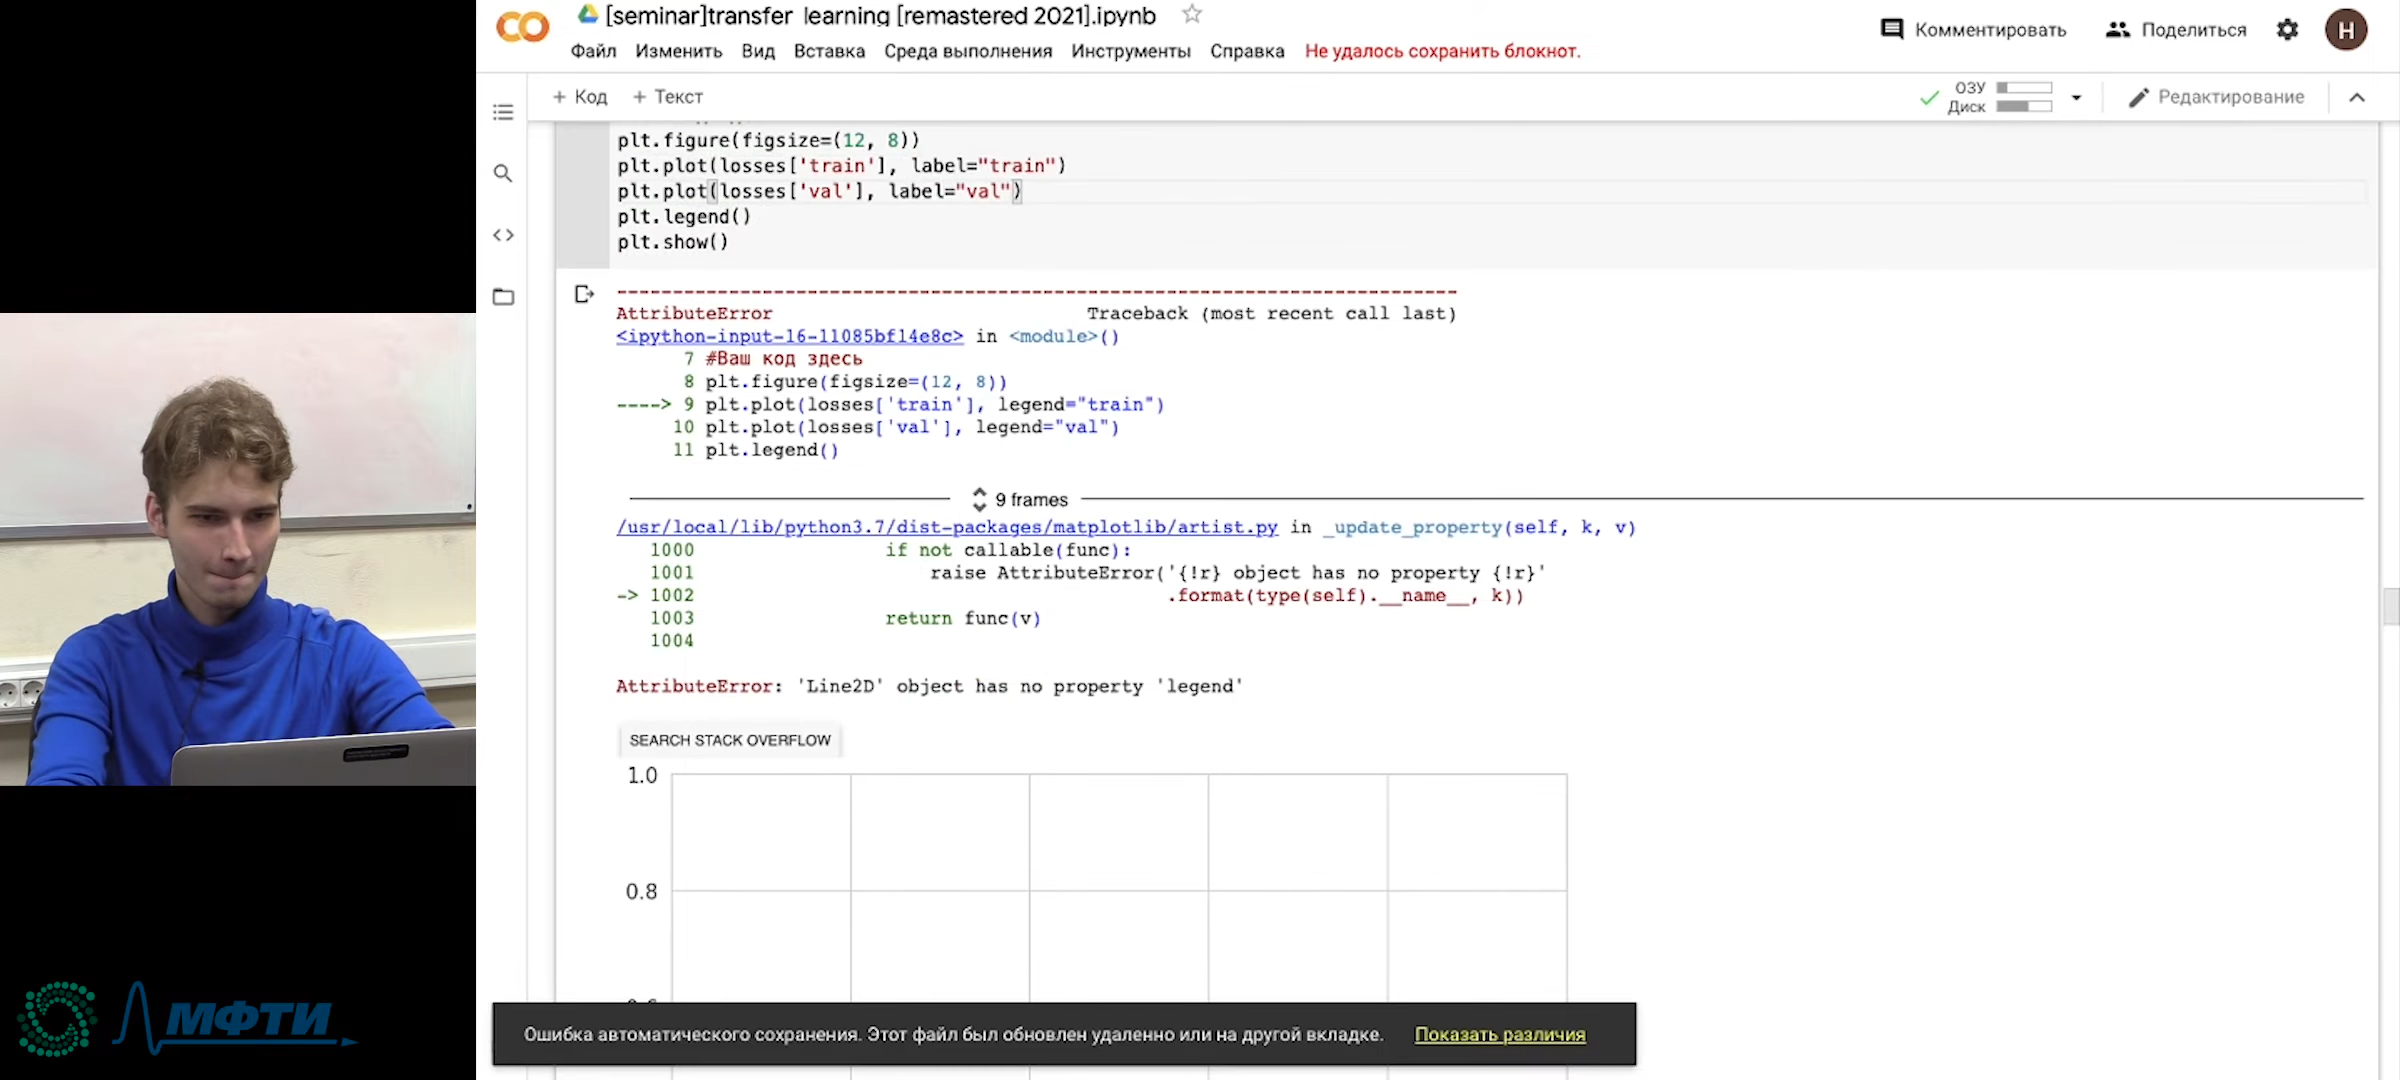 [seminar]transfer learning [remastered 2021].ipynb
Файл Изменить Вид Вставка Среда выполнения Инструменты Справка Не удалось сохранить блокнот.
Комментировать Поделиться Н
+ Код + Текст
ОЗУ
Диск
Редактирование
plt.figure(figsize=(12, 8))
plt.plot(losses['train'], label="train")
plt.plot(losses['val'], label="val")
plt.legend()
plt.show()
---------------------------------------------------------------------------
AttributeError Traceback (most recent call last)
<ipython-input-16-11085bf14e8c> in <module>()
7 #Ваш код здесь
8 plt.figure(figsize=(12, 8))
----> 9 plt.plot(losses['train'], legend="train")
10 plt.plot(losses['val'], legend="val")
11 plt.legend()
9 frames
/usr/local/lib/python3.7/dist-packages/matplotlib/artist.py in _update_property(self, k, v)
1000 if not callable(func):
1001 raise AttributeError('{!r} object has no property {!r}'
-> 1002 .format(type(self).__name__, k))
1003 return func(v)
1004
AttributeError: 'Line2D' object has no property 'legend'
SEARCH STACK OVERFLOW
1.0
0.8
Ошибка автоматического сохранения. Этот файл был обновлен удаленно или на другой вкладке. Показать различия
МФТИ